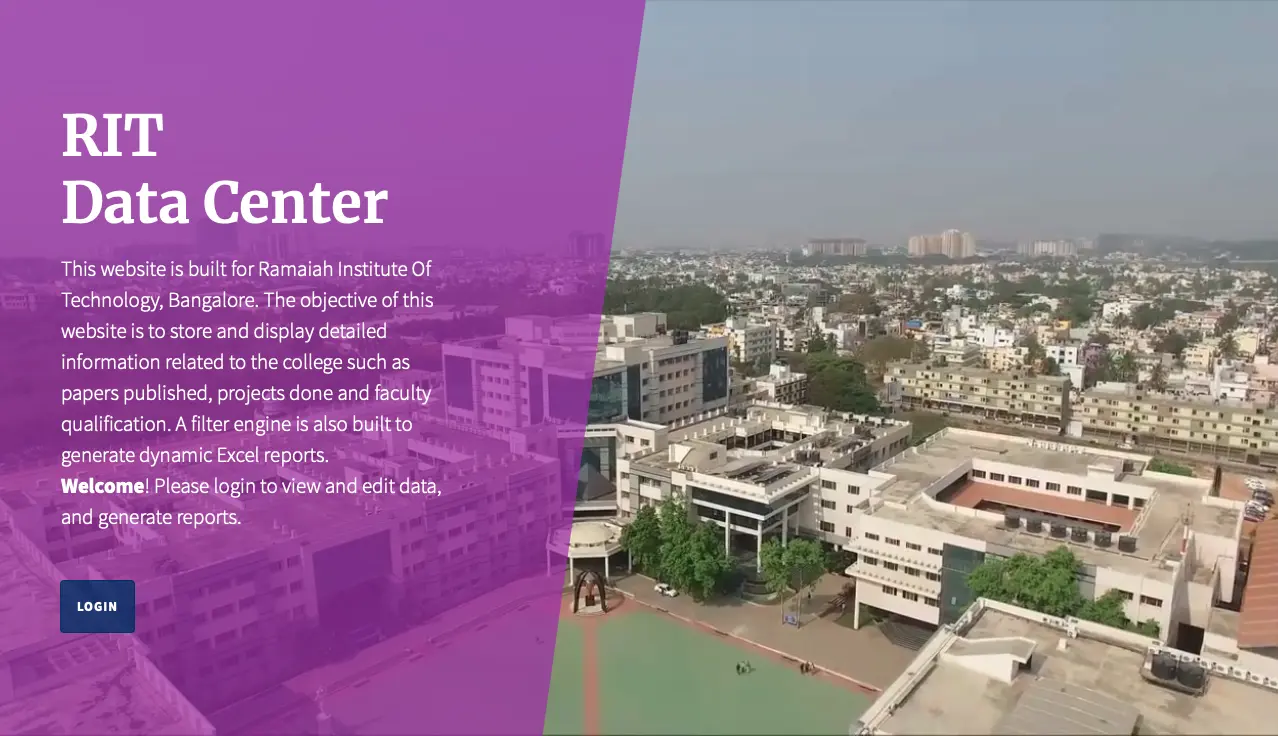 RIT
Data Center
This website is built for Ramaiah Institute Of
Technology, Bangalore. The objective of this
website is to store and display detailed
information related to the college such as
papers published, projects done and faculty
qualification. A filter engine is also built to
generate dynamic Excel reports.
Welcome! Please login to view and edit data,
and generate reports.
LOGIN